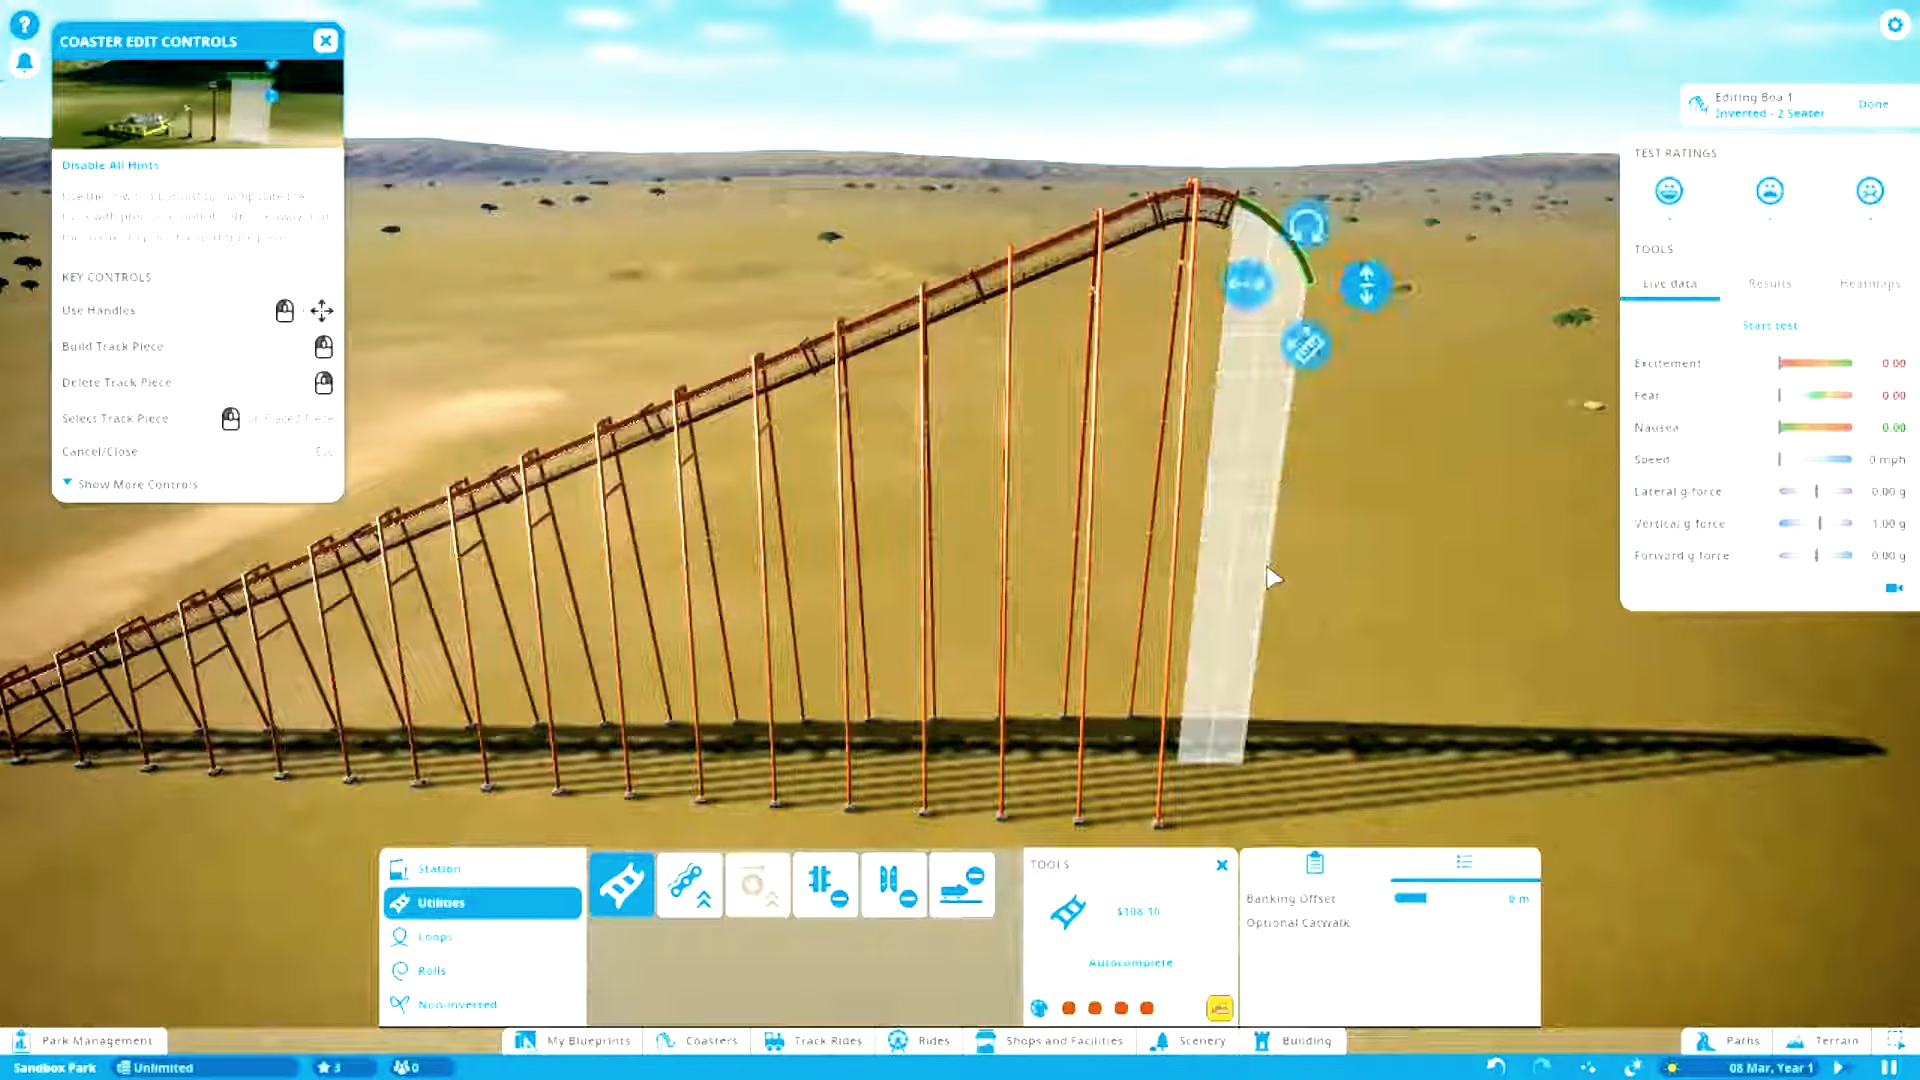 COASTER EDIT CONTROLS
Disable All Hints
KEY CONTROLS
Use Handles
Build Track Piece
Delete Track Piece
Select Track Piece
Cancel/Close
Show More Controls
Editing Boa 1
Done
Inverted - 2 Seater
TEST RATINGS
TOOLS
Live data
Results
Heatmaps
Start test
Excitement 0.00
Fear 0.00
Nausea 0.00
Speed 0 mph
Lateral g-force 0.00 g
Vertical g force 1.00 g
Forward g force 0.00 g
Station
Utilities
Loops
Rolls
Non-inverted
TOOLS
$108.10
Autocomplete
Banking Offset 0 m
Optional Catwalk
Park Management
My Blueprints
Coasters
Track Rides
Rides
Shops and Facilities
Scenery
Building
Paths
Terrain
Sandbox Park
Unlimited
3
0
08 Mar, Year 1